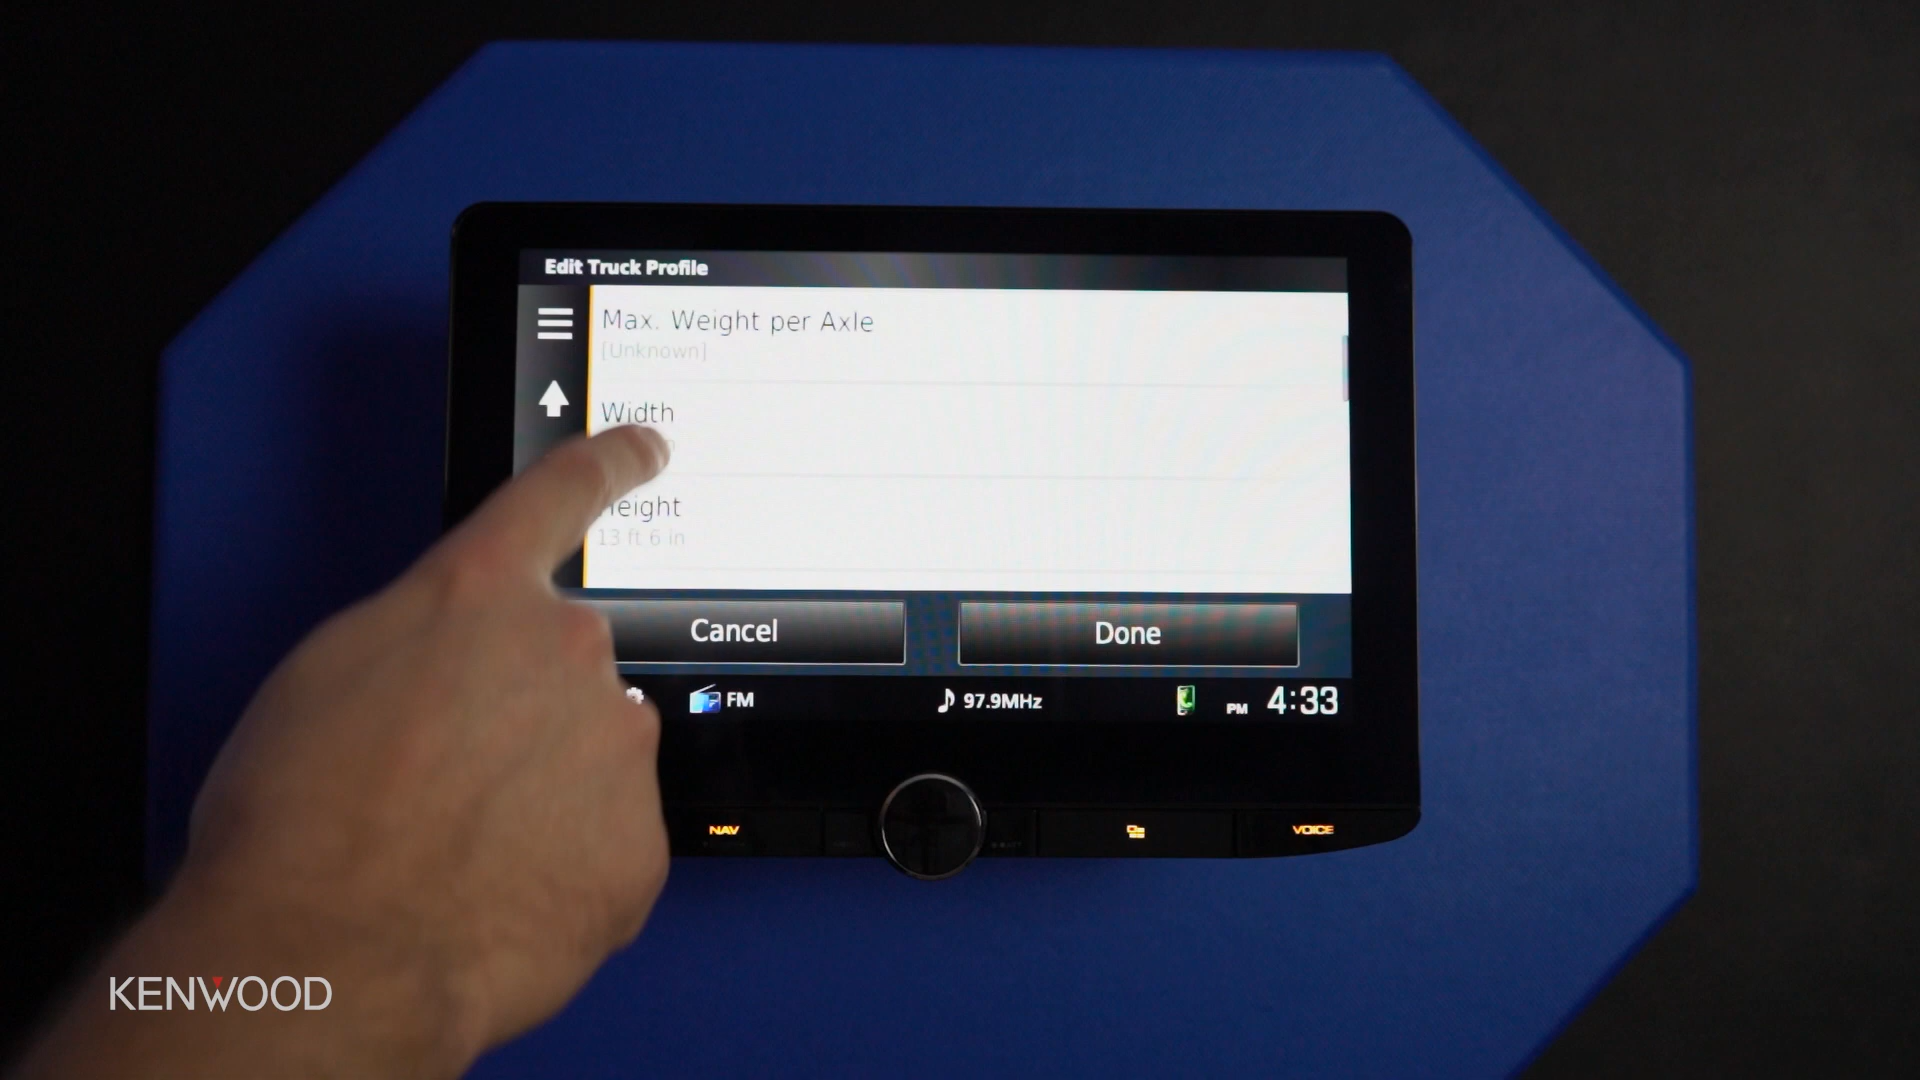 Edit Truck Profile
Max. Weight per Axle
[Unknown]
Width
Height
13 ft 6 in
Cancel
Done
FM
97.9MHz
PM 4:33
NAV
VOICE
KENWOOD